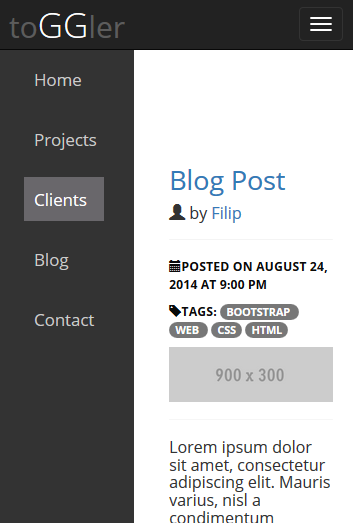 toGGler
Home
Projects
Clients
Blog
Contact
Blog Post
by Filip
POSTED ON AUGUST 24,
2014 AT 9:00 PM
TAGS: BOOTSTRAP
WEB CSS HTML
900 x 300
Lorem ipsum dolor
sit amet, consectetur
adipiscing elit. Mauris
varius, nisl a
condimentum